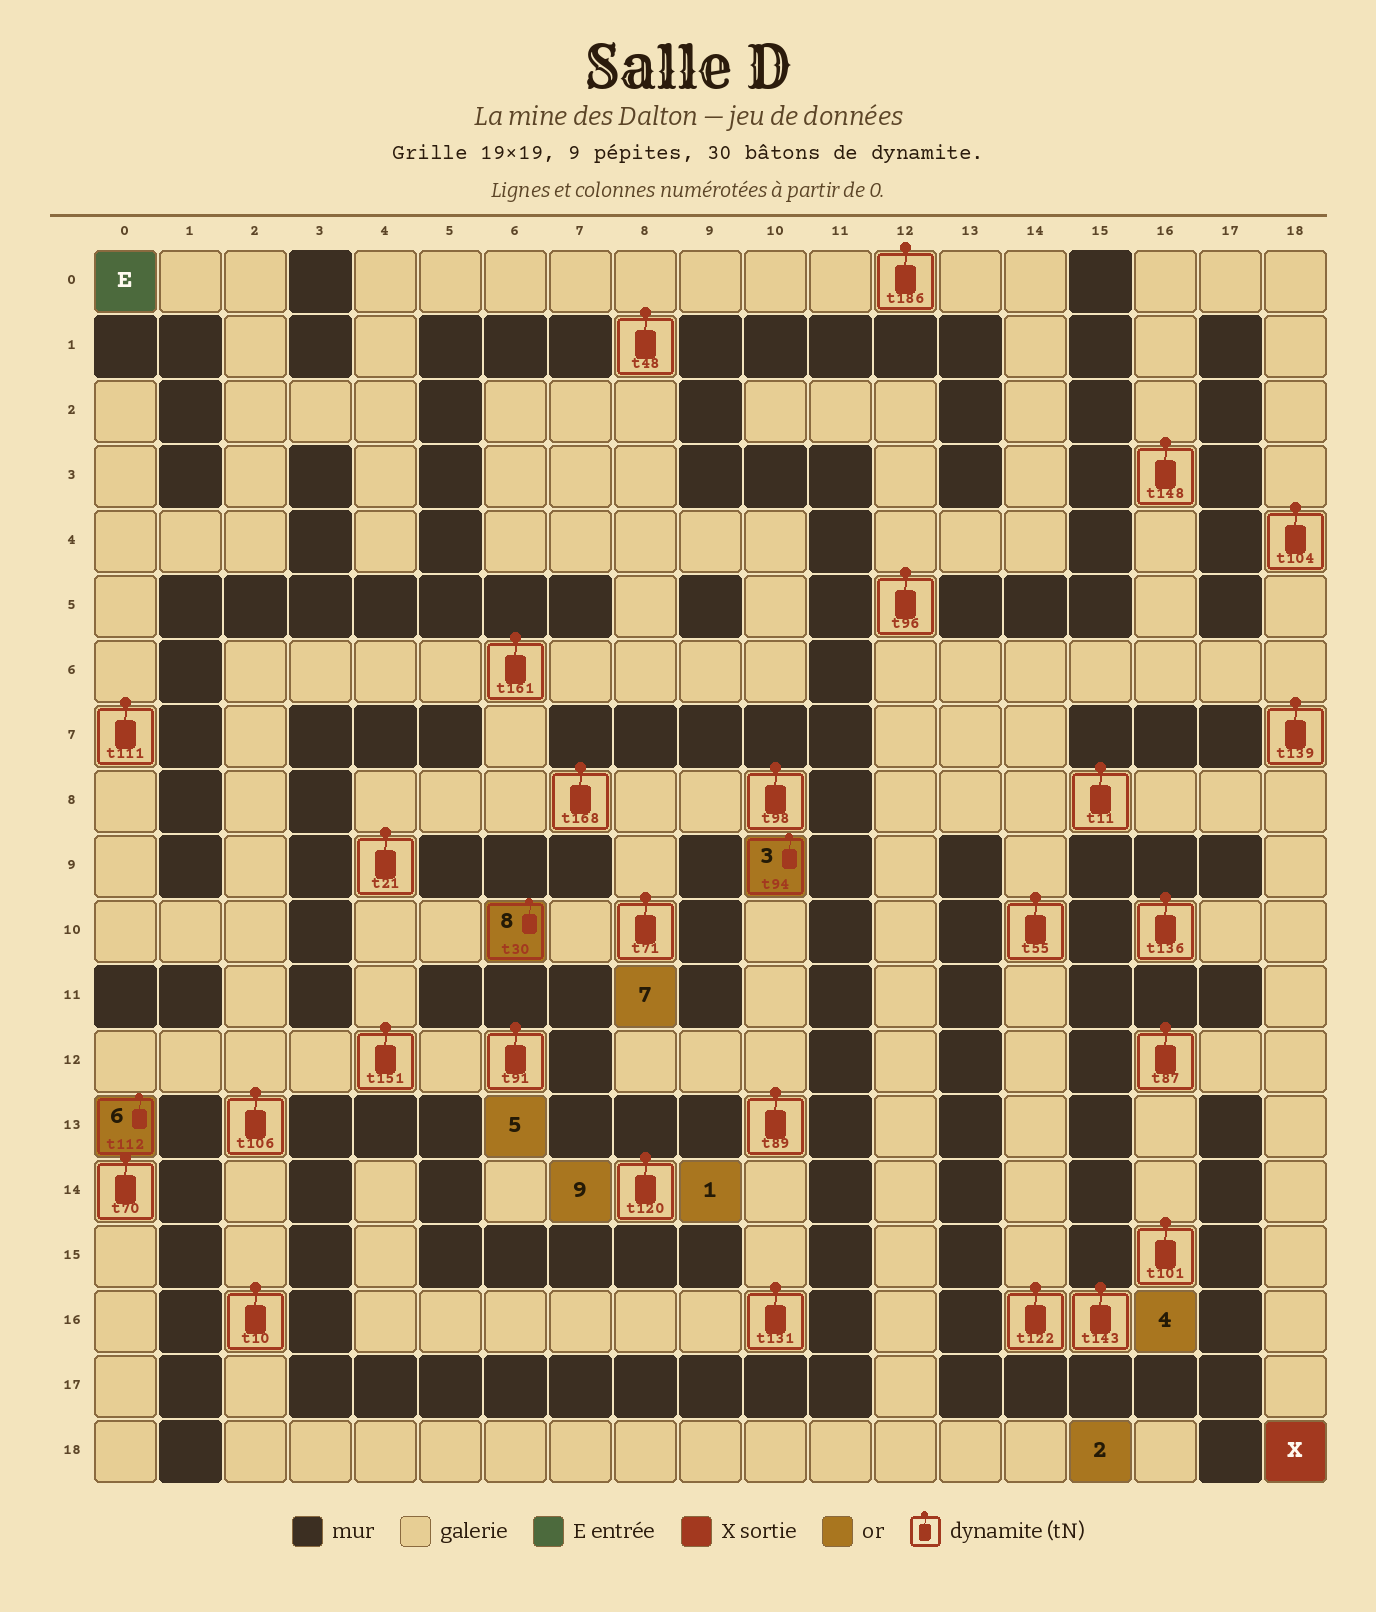 Salle D
La mine des Dalton — jeu de données
Grille 19×19, 9 pépites, 30 bâtons de dynamite.
Lignes et colonnes numérotées à partir de 0.
0 1 2 3 4 5 6 7 8 9 10 11 12 13 14 15 16 17 18
0 E t186
1 t48
2
3 t148
4 t104
5 t96
6 t161
7 t111 t139
8 t168 t98 t11
9 t21 3 t94
10 8 t30 t71 t55 t136
11 7
12 t151 t91 t87
13 6 t112 t106 5 t89
14 t70 9 t120 1
15 t101
16 t10 t131 t122 t143 4
17
18 2 X
mur galerie E entrée X sortie or dynamite (tN)